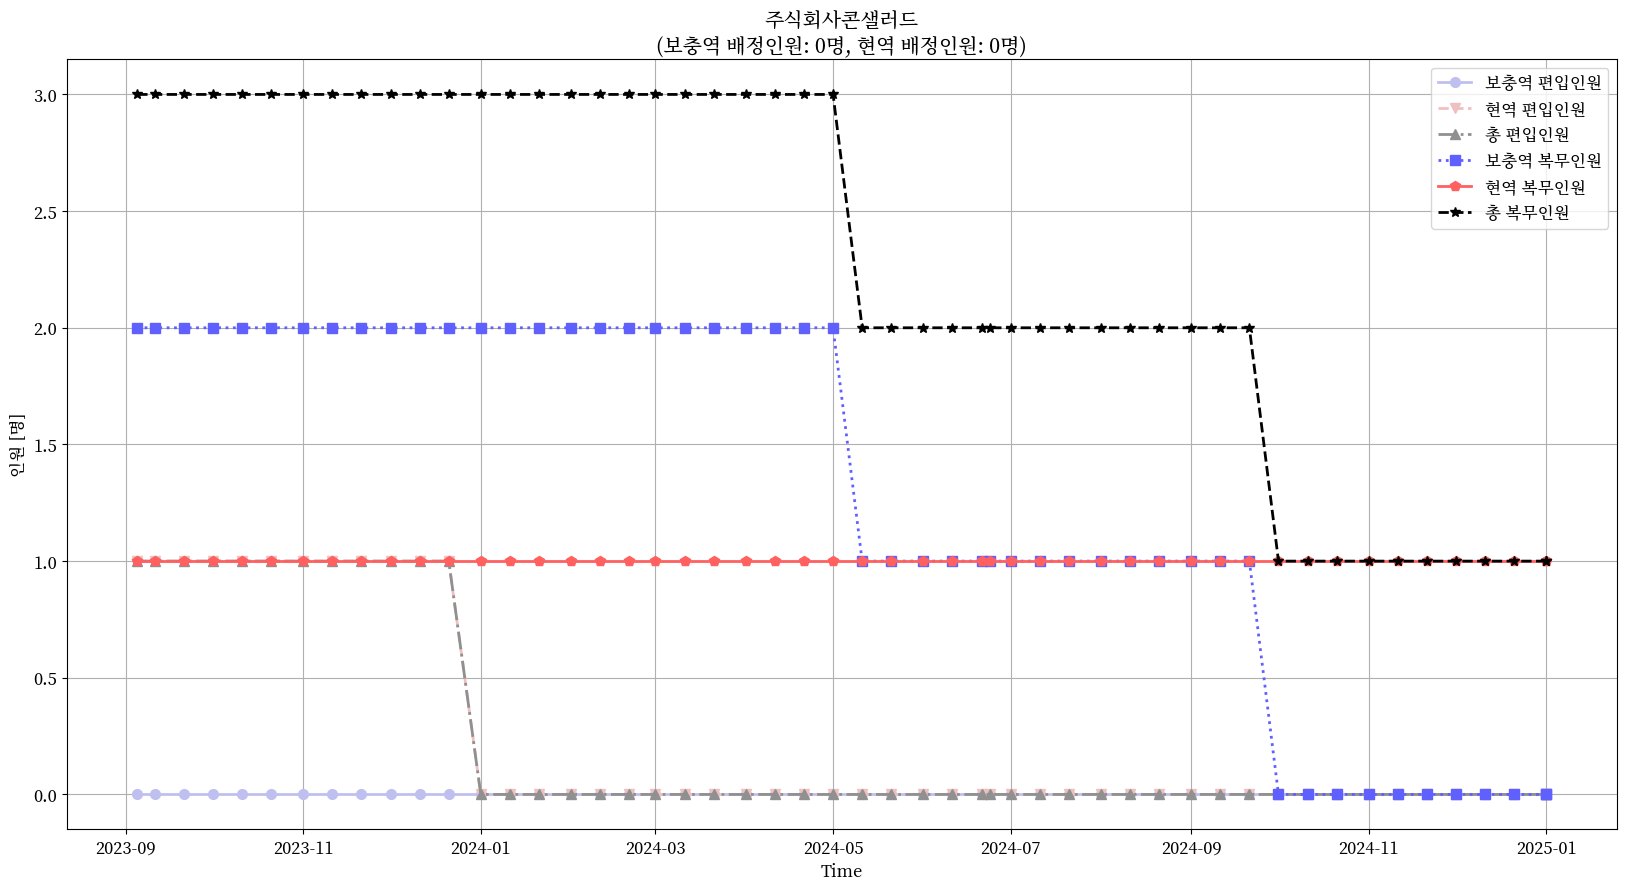 주식회사콘샐러드
(보충역 배정인원: 0명, 현역 배정인원: 0명)
보충역 편입인원
현역 편입인원
총 편입인원
보충역 복무인원
현역 복무인원
총 복무인원
인원 [명]
3.0
2.5
2.0
1.5
1.0
0.5
0.0
2023-09
2023-11
2024-01
2024-03
2024-05
2024-07
2024-09
2024-11
2025-01
Time